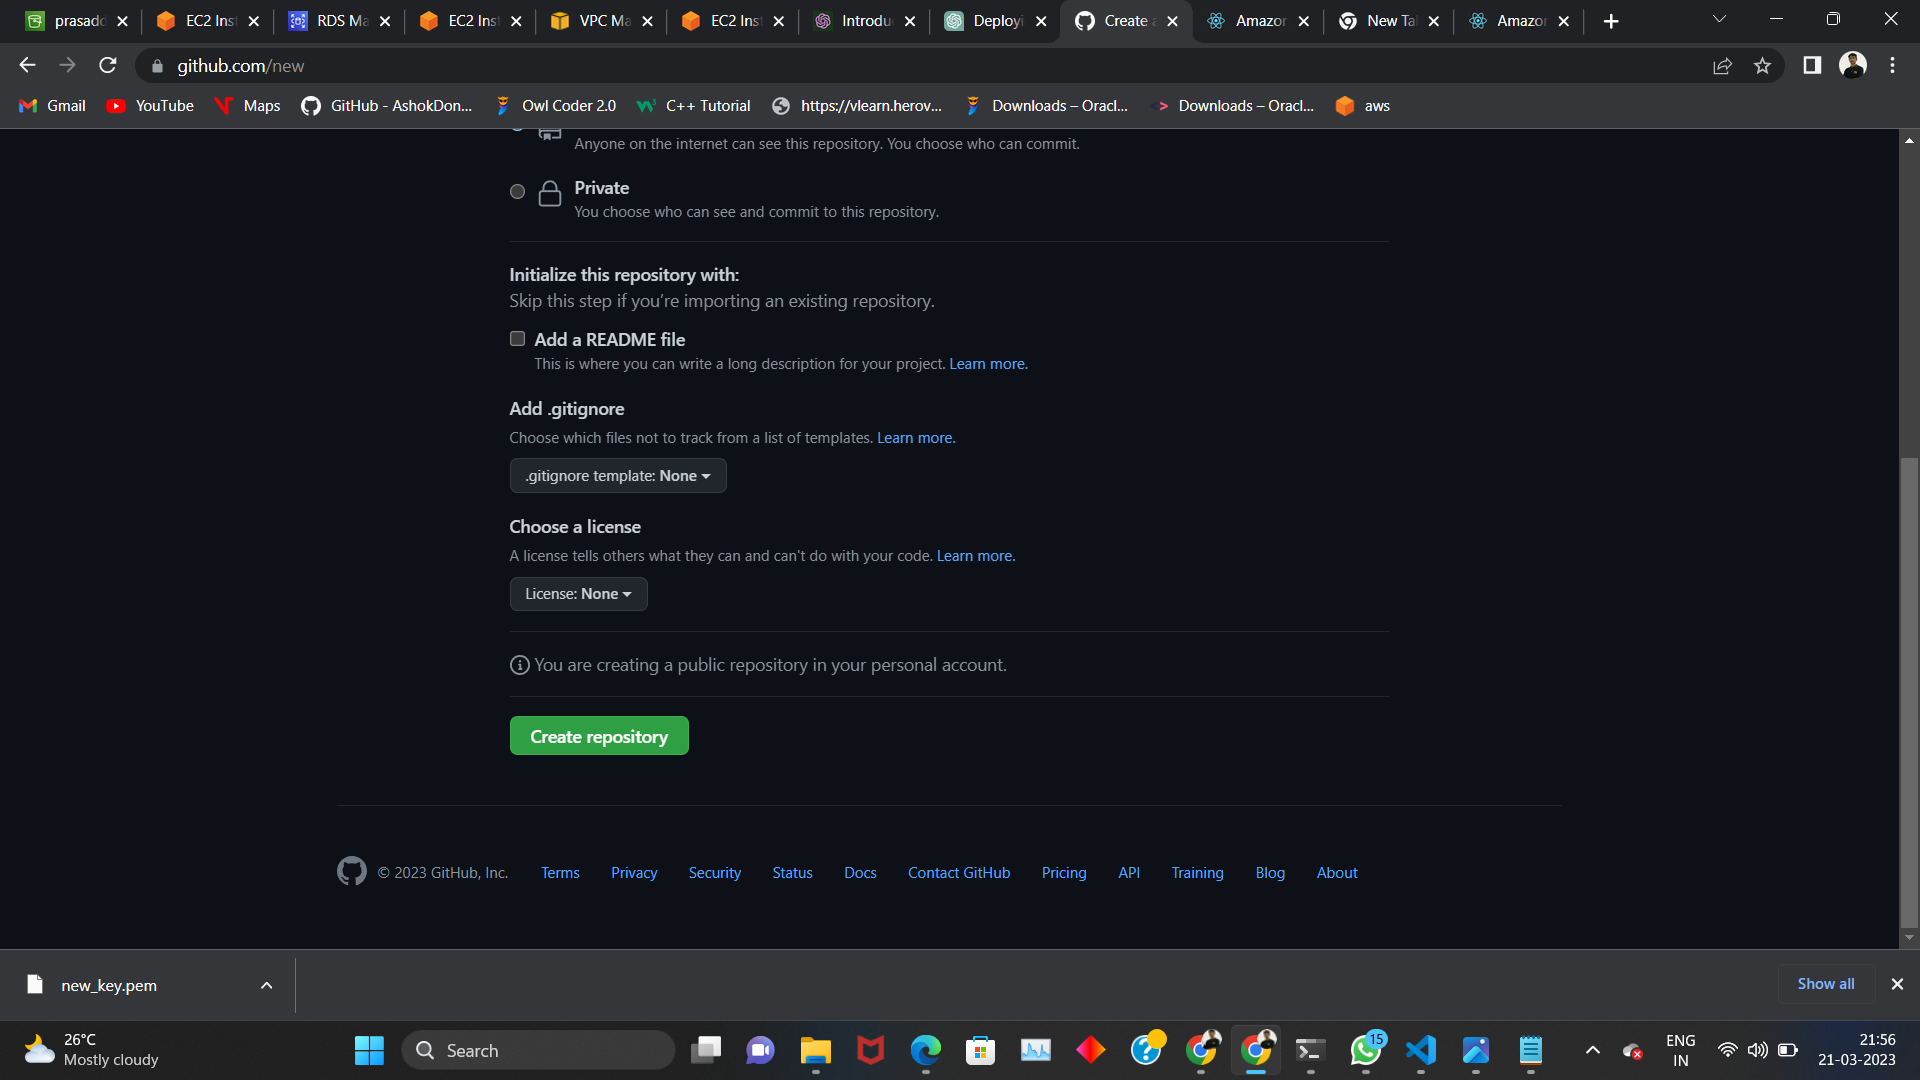 prasadd
EC2 Inst
RDS Ma
EC2 Inst
VPC Ma
EC2 Inst
Introdu
Deployi
Create a
Amazon
New Tab
Amazon
github.com/new
Gmail
YouTube
Maps
GitHub - AshokDon...
Owl Coder 2.0
C++ Tutorial
https://vlearn.herov...
Downloads – Oracl...
Downloads – Oracl...
aws
Anyone on the internet can see this repository. You choose who can commit.
Private
You choose who can see and commit to this repository.
Initialize this repository with:
Skip this step if you’re importing an existing repository.
Add a README file
This is where you can write a long description for your project. Learn more.
Add .gitignore
Choose which files not to track from a list of templates. Learn more.
.gitignore template: None
Choose a license
A license tells others what they can and can't do with your code. Learn more.
License: None
You are creating a public repository in your personal account.
Create repository
© 2023 GitHub, Inc.
Terms
Privacy
Security
Status
Docs
Contact GitHub
Pricing
API
Training
Blog
About
new_key.pem
Show all
26°C
Mostly cloudy
Search
15
ENG
IN
21:56
21-03-2023